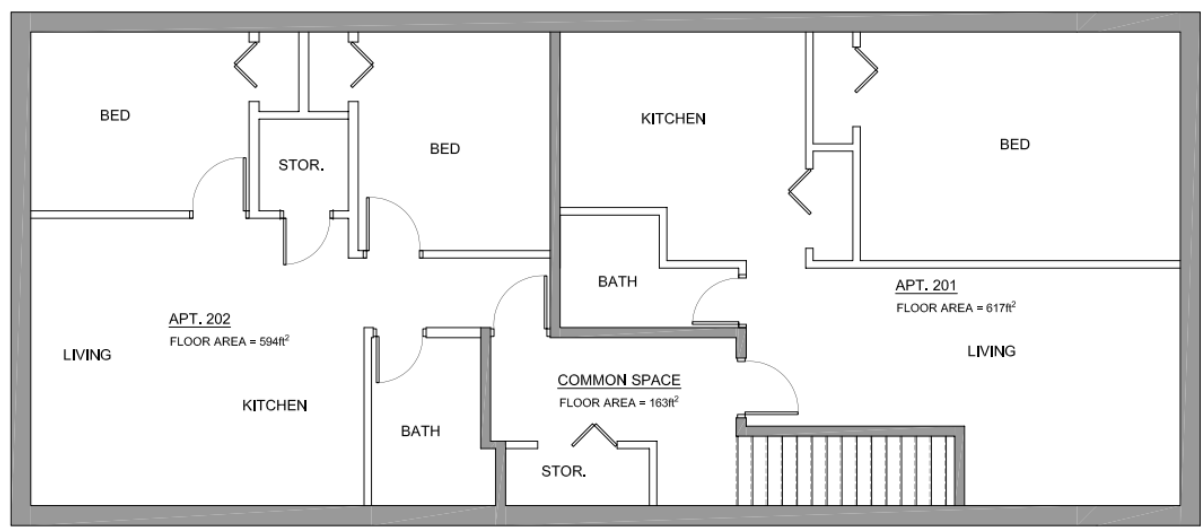 BED
STOR.
BED
KITCHEN
BED
BATH
APT. 201
FLOOR AREA = 617ft²
APT. 202
FLOOR AREA = 594ft²
LIVING
LIVING
KITCHEN
COMMON SPACE
FLOOR AREA = 163ft²
BATH
STOR.